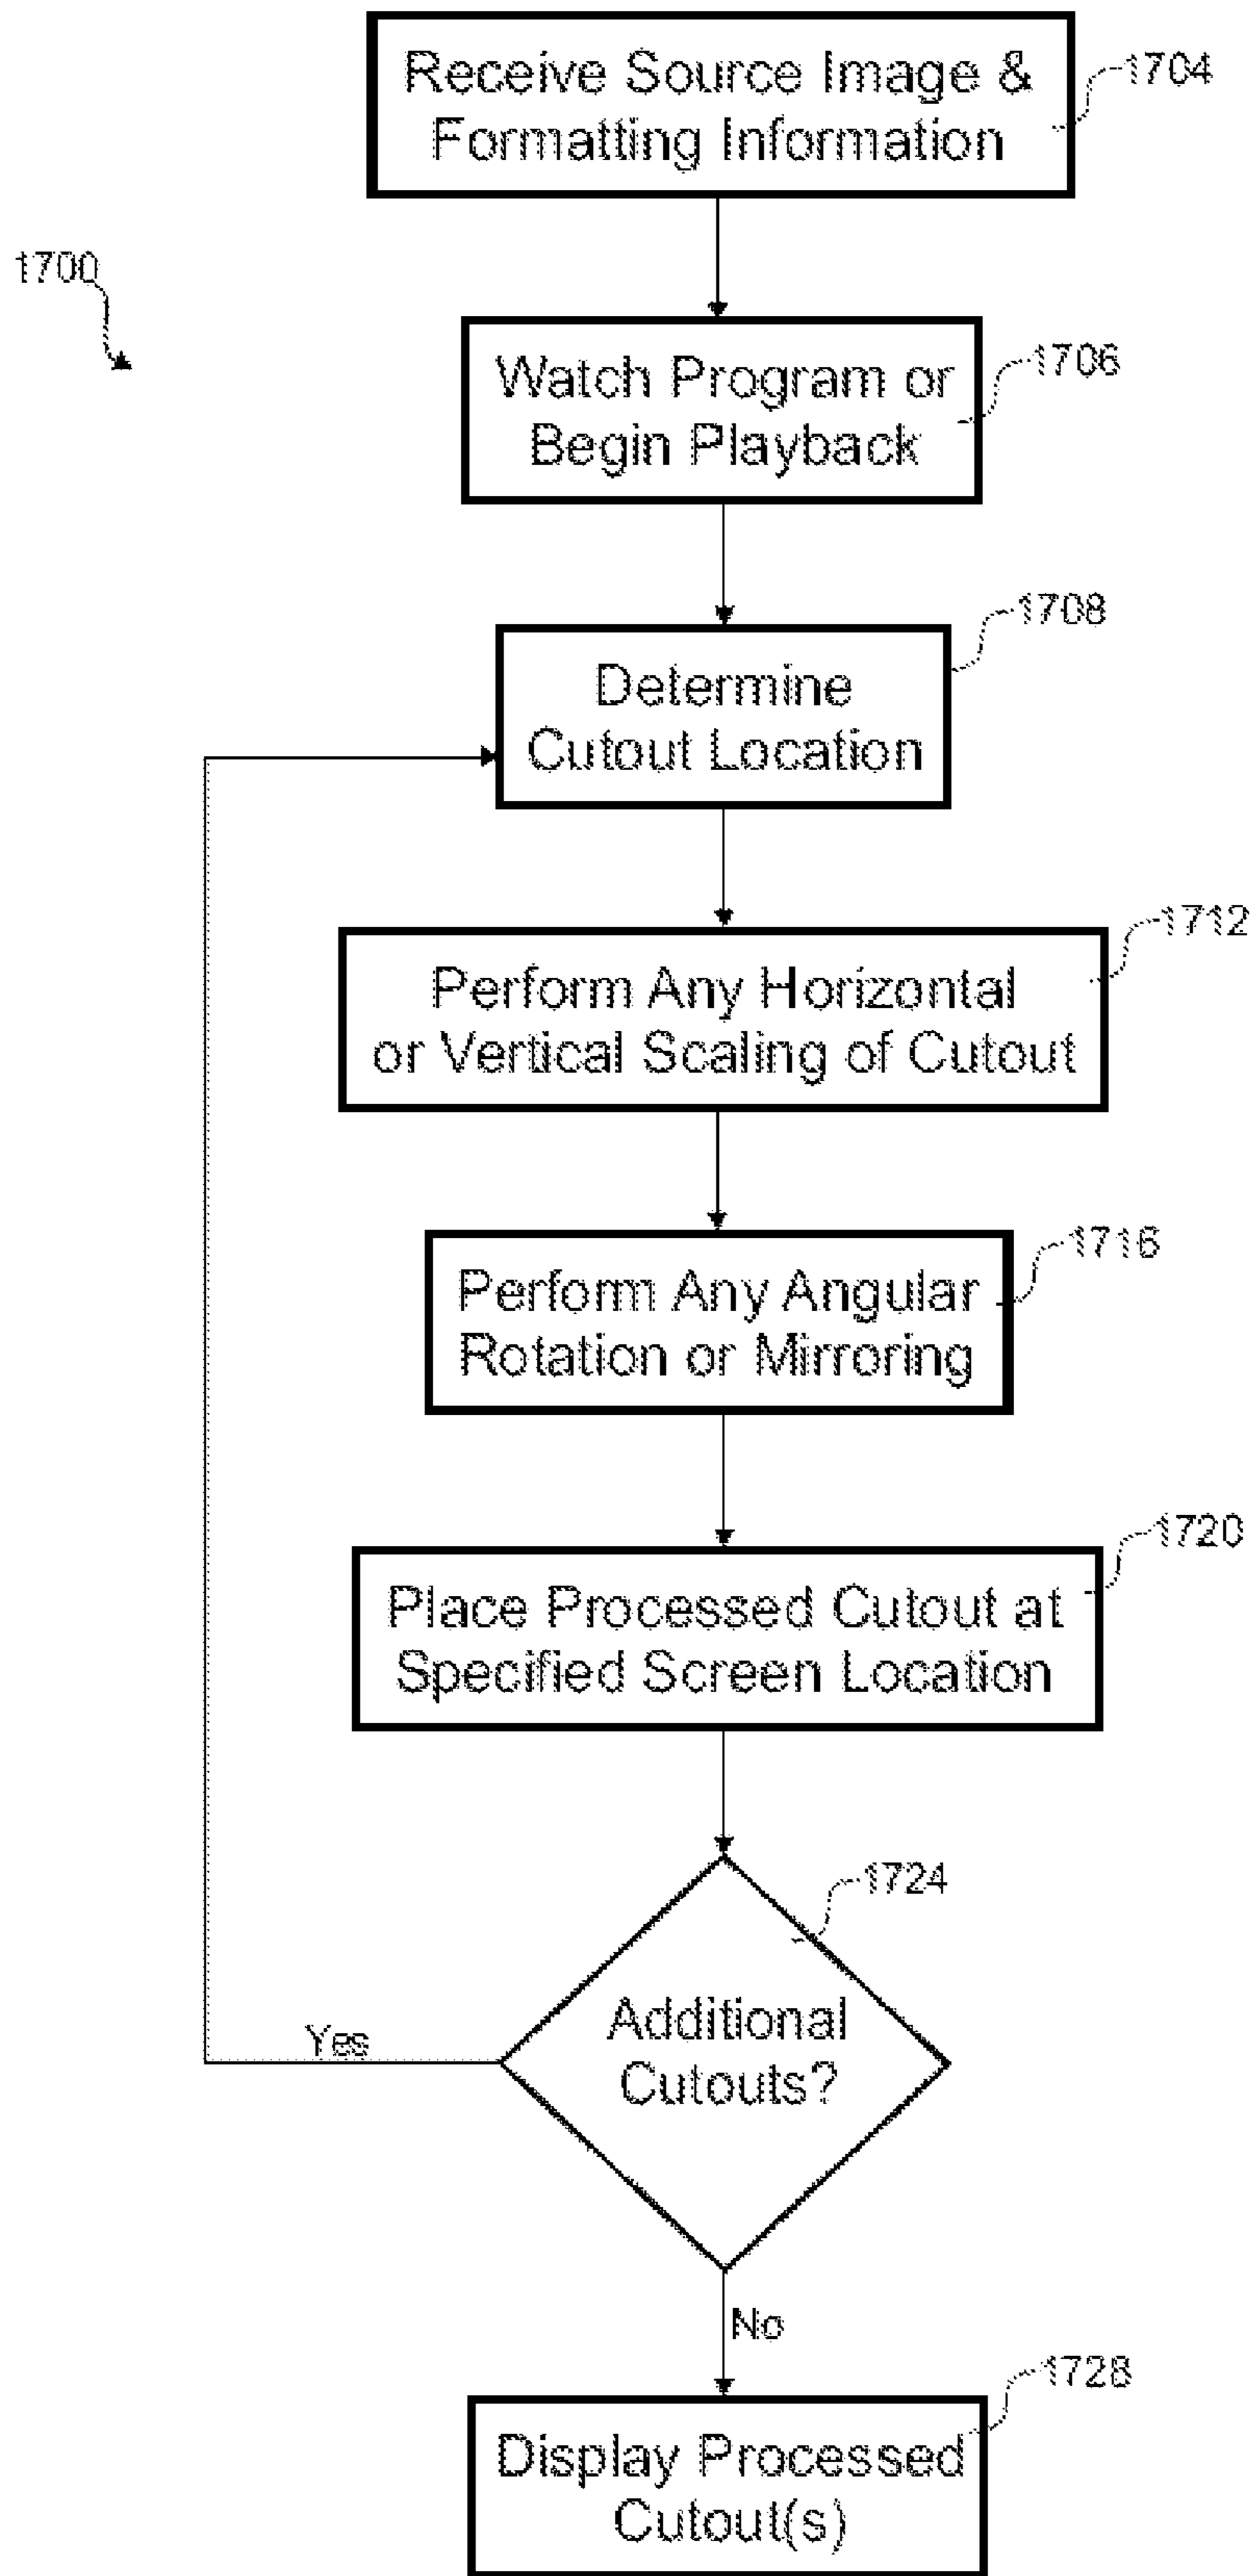 Receive Source Image &
Formatting Information
1704
1700
Watch Program or
Begin Playback
1706
1708
Determine
Cutout Location
1712
Perform Any Horizontal
or Vertical Scaling of Cutout
1716
Perform Any Angular
Rotation or Mirroring
1720
Place Processed Cutout at
Specified Screen Location
1724
Additional
Cutouts?
Yes
No
1728
Display Processed
Cutout(s)